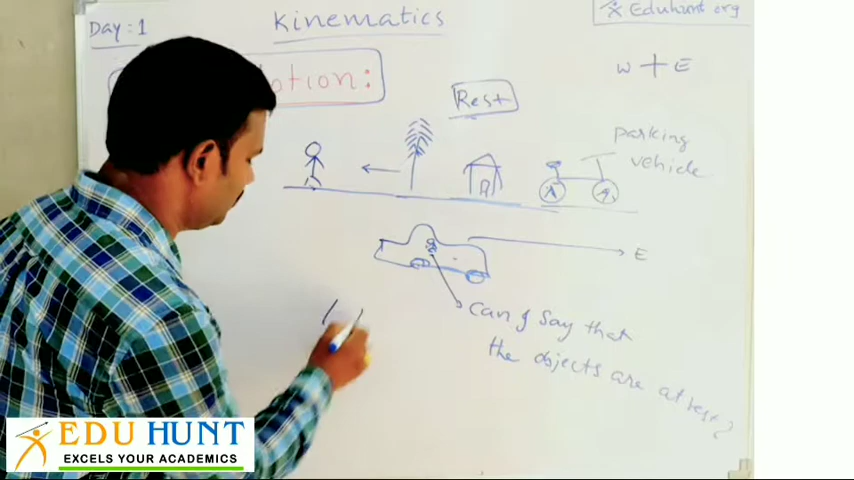 Day: 1
Kinematics
Eduhunt.org
otion:
W E
Rest
parking
vehicle
E
Can I Say that
the objects are at rest?
EDU HUNT
EXCELS YOUR ACADEMICS